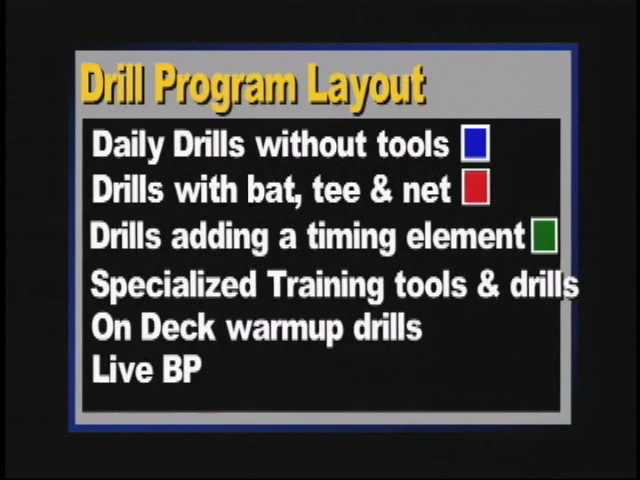 Drill Program Layout
Daily Drills without tools
Drills with bat, tee & net
Drills adding a timing element
Specialized Training tools & drills
On Deck warmup drills
Live BP